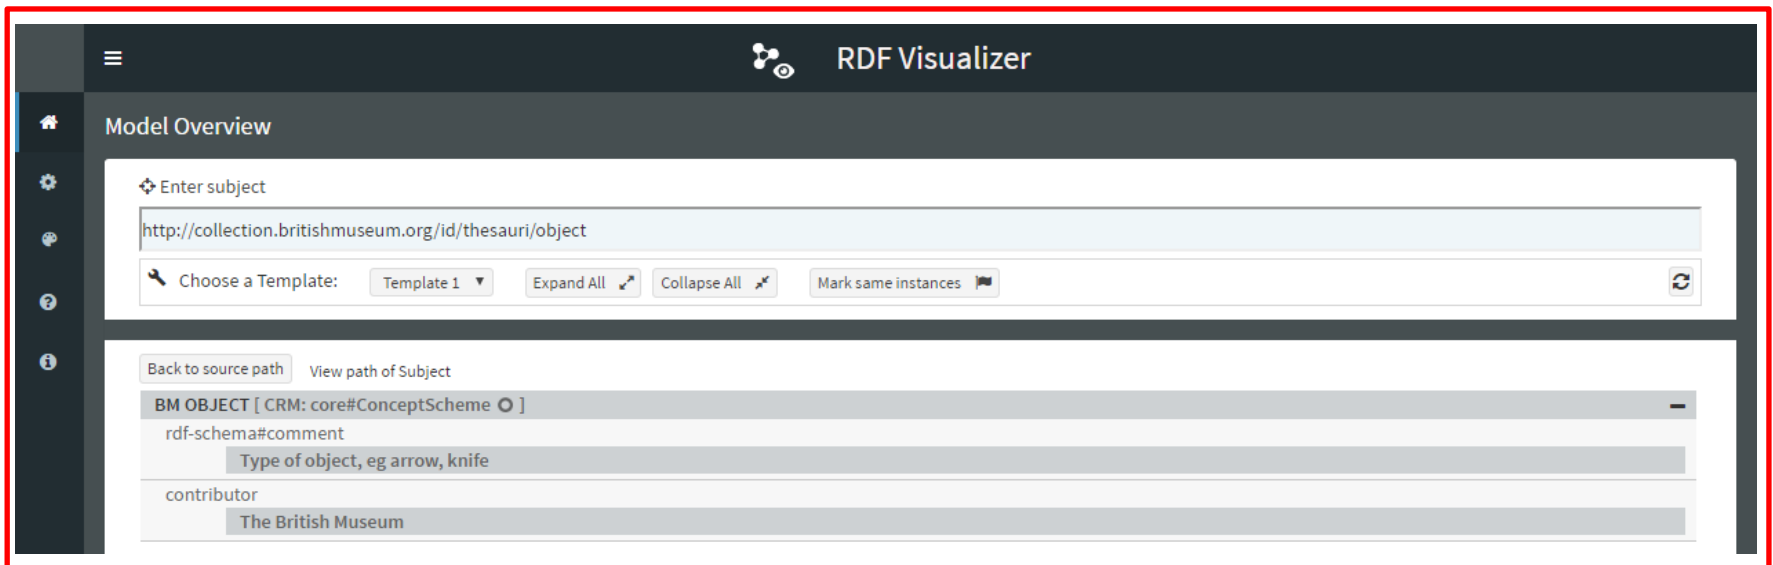 RDF Visualizer
Model Overview
Enter subject
http://collection.britishmuseum.org/id/thesauri/object
Choose a Template: Template 1 Expand All Collapse All Mark same instances
Back to source path View path of Subject
BM OBJECT [ CRM: core#ConceptScheme ]
rdf-schema#comment
Type of object, eg arrow, knife
contributor
The British Museum